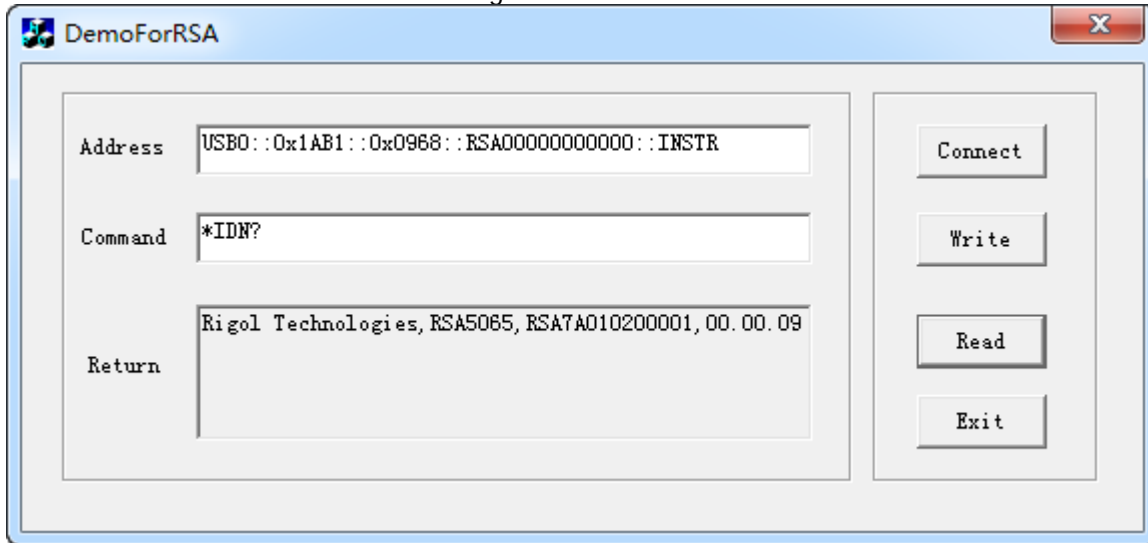 DemoForRSA
Address
USB0::0x1AB1::0x0968::RSA00000000000::INSTR
Connect
Command
*IDN?
Write
Return
Rigol Technologies,RSA5065,RSA7A010200001,00.00.09
Read
Exit